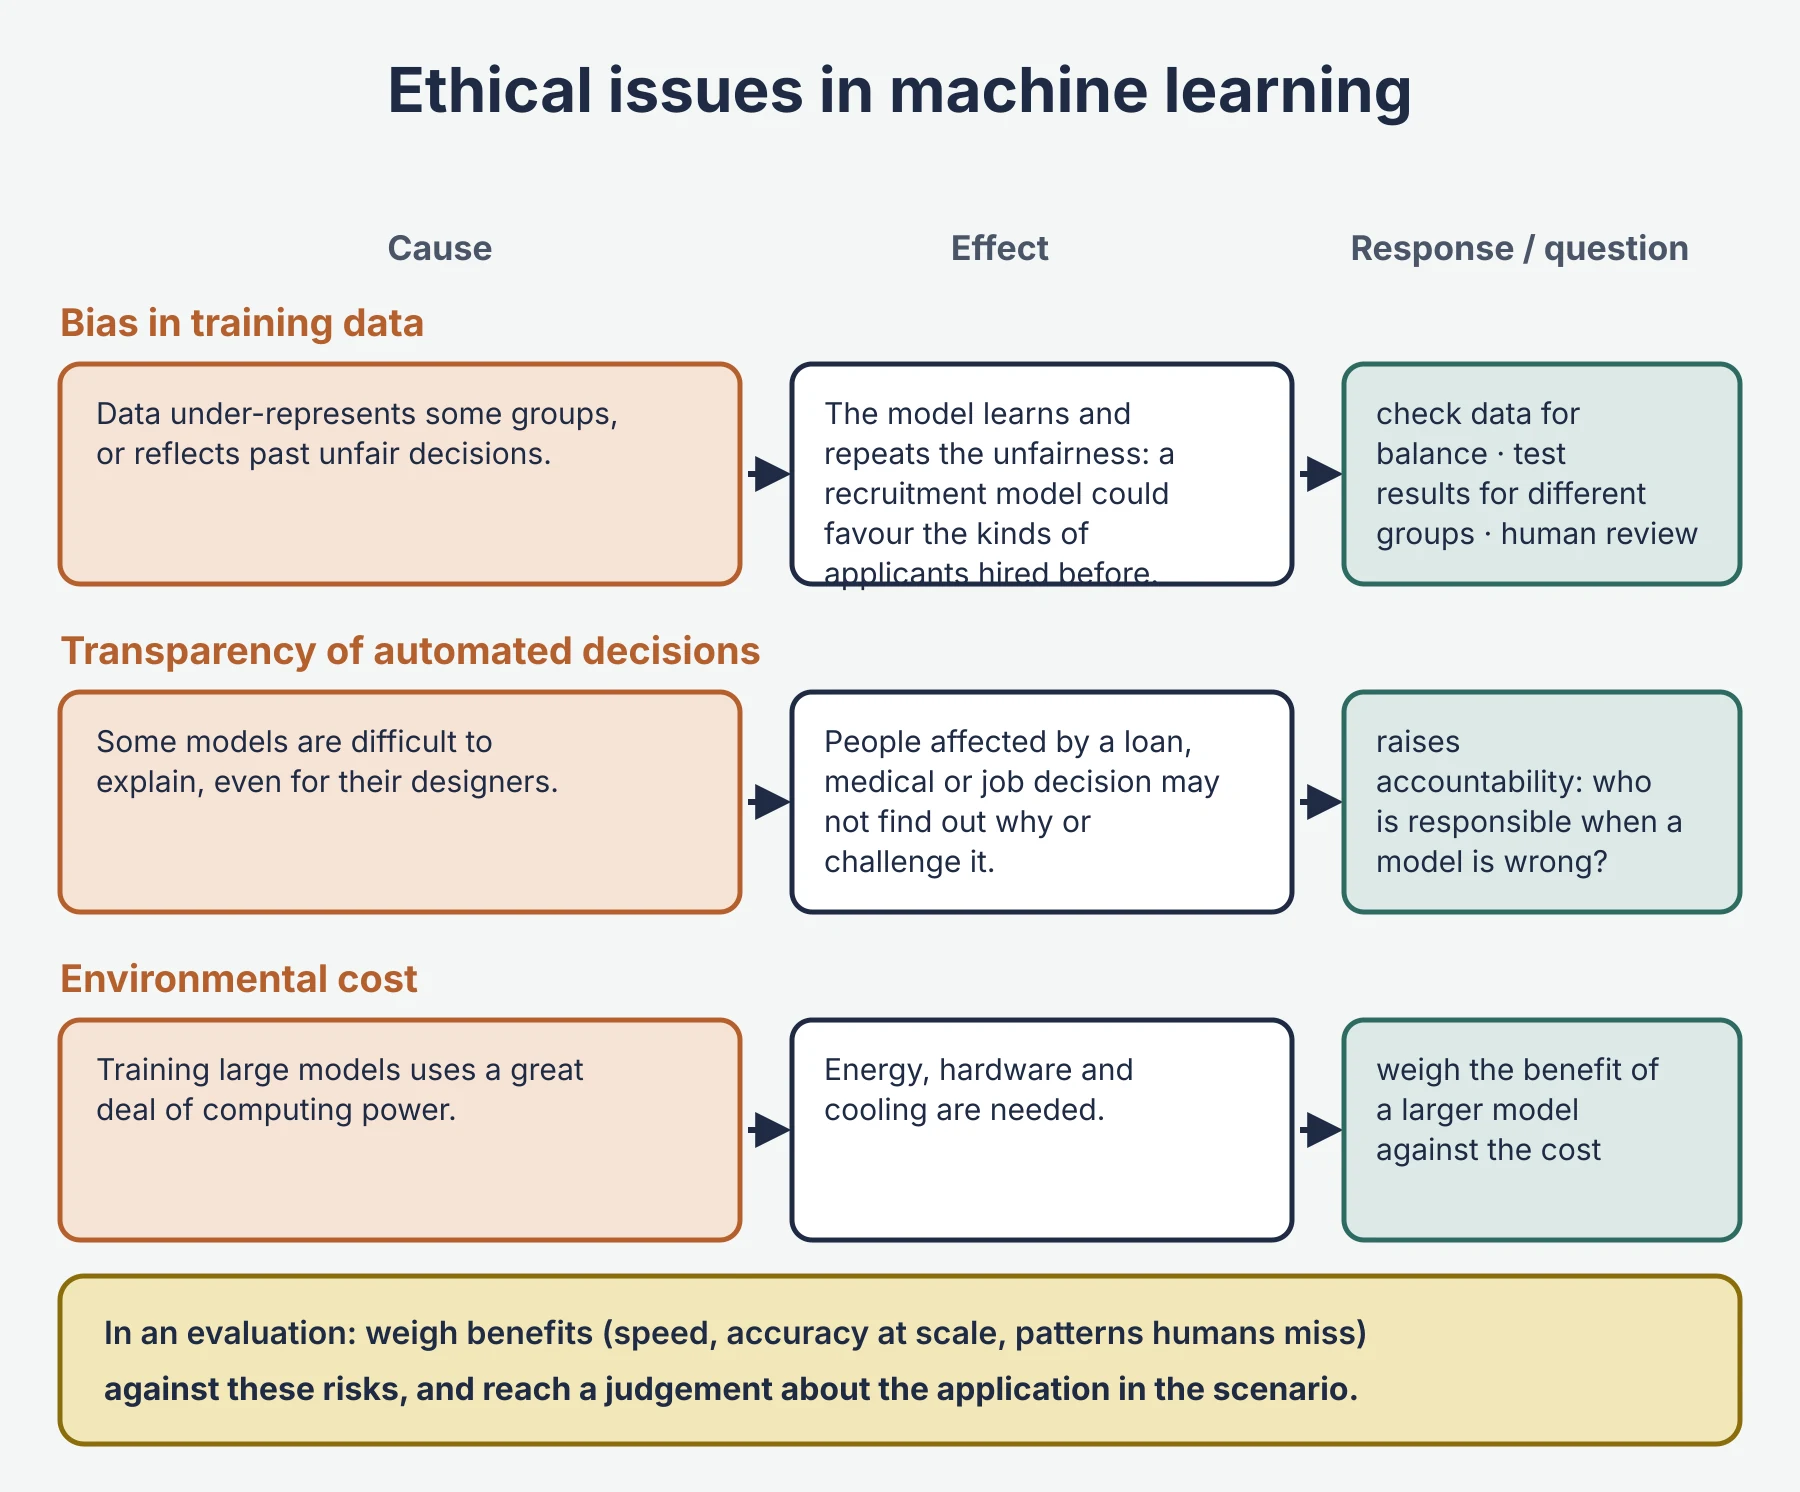 Ethical issues in machine learning
Cause
Effect
Response / question
Bias in training data
Data under-represents some groups,
or reflects past unfair decisions.
The model learns and
repeats the unfairness: a
recruitment model could
favour the kinds of
applicants hired before.
check data for
balance · test
results for different
groups · human review
Transparency of automated decisions
Some models are difficult to
explain, even for their designers.
People affected by a loan,
medical or job decision may
not find out why or
challenge it.
raises
accountability: who
is responsible when a
model is wrong?
Environmental cost
Training large models uses a great
deal of computing power.
Energy, hardware and
cooling are needed.
weigh the benefit of
a larger model
against the cost
In an evaluation: weigh benefits (speed, accuracy at scale, patterns humans miss)
against these risks, and reach a judgement about the application in the scenario.